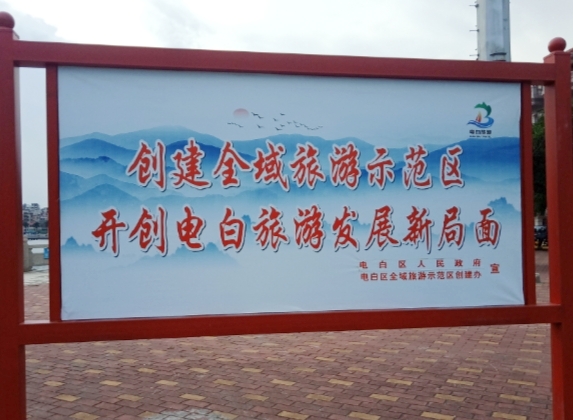 创建全域旅游示范区
开创电白旅游发展新局面
电白区人民政府
电白区全域旅游示范区创建办
宣